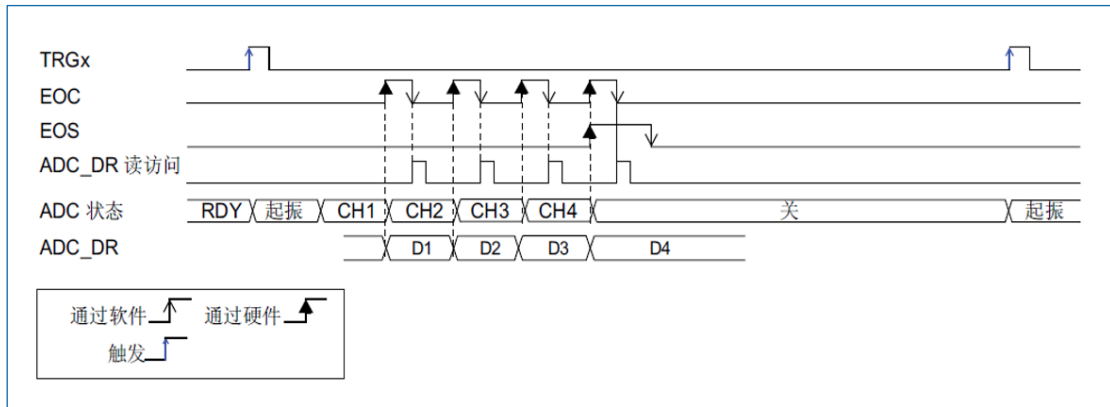 TRGx
EOC
EOS
ADC_DR 读访问
ADC 状态 RDY 起振 CH1 CH2 CH3 CH4 关 起振
ADC_DR D1 D2 D3 D4
通过软件 通过硬件
触发